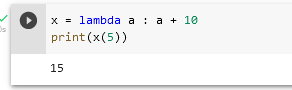 x = lambda a : a + 10
print(x(5))
15